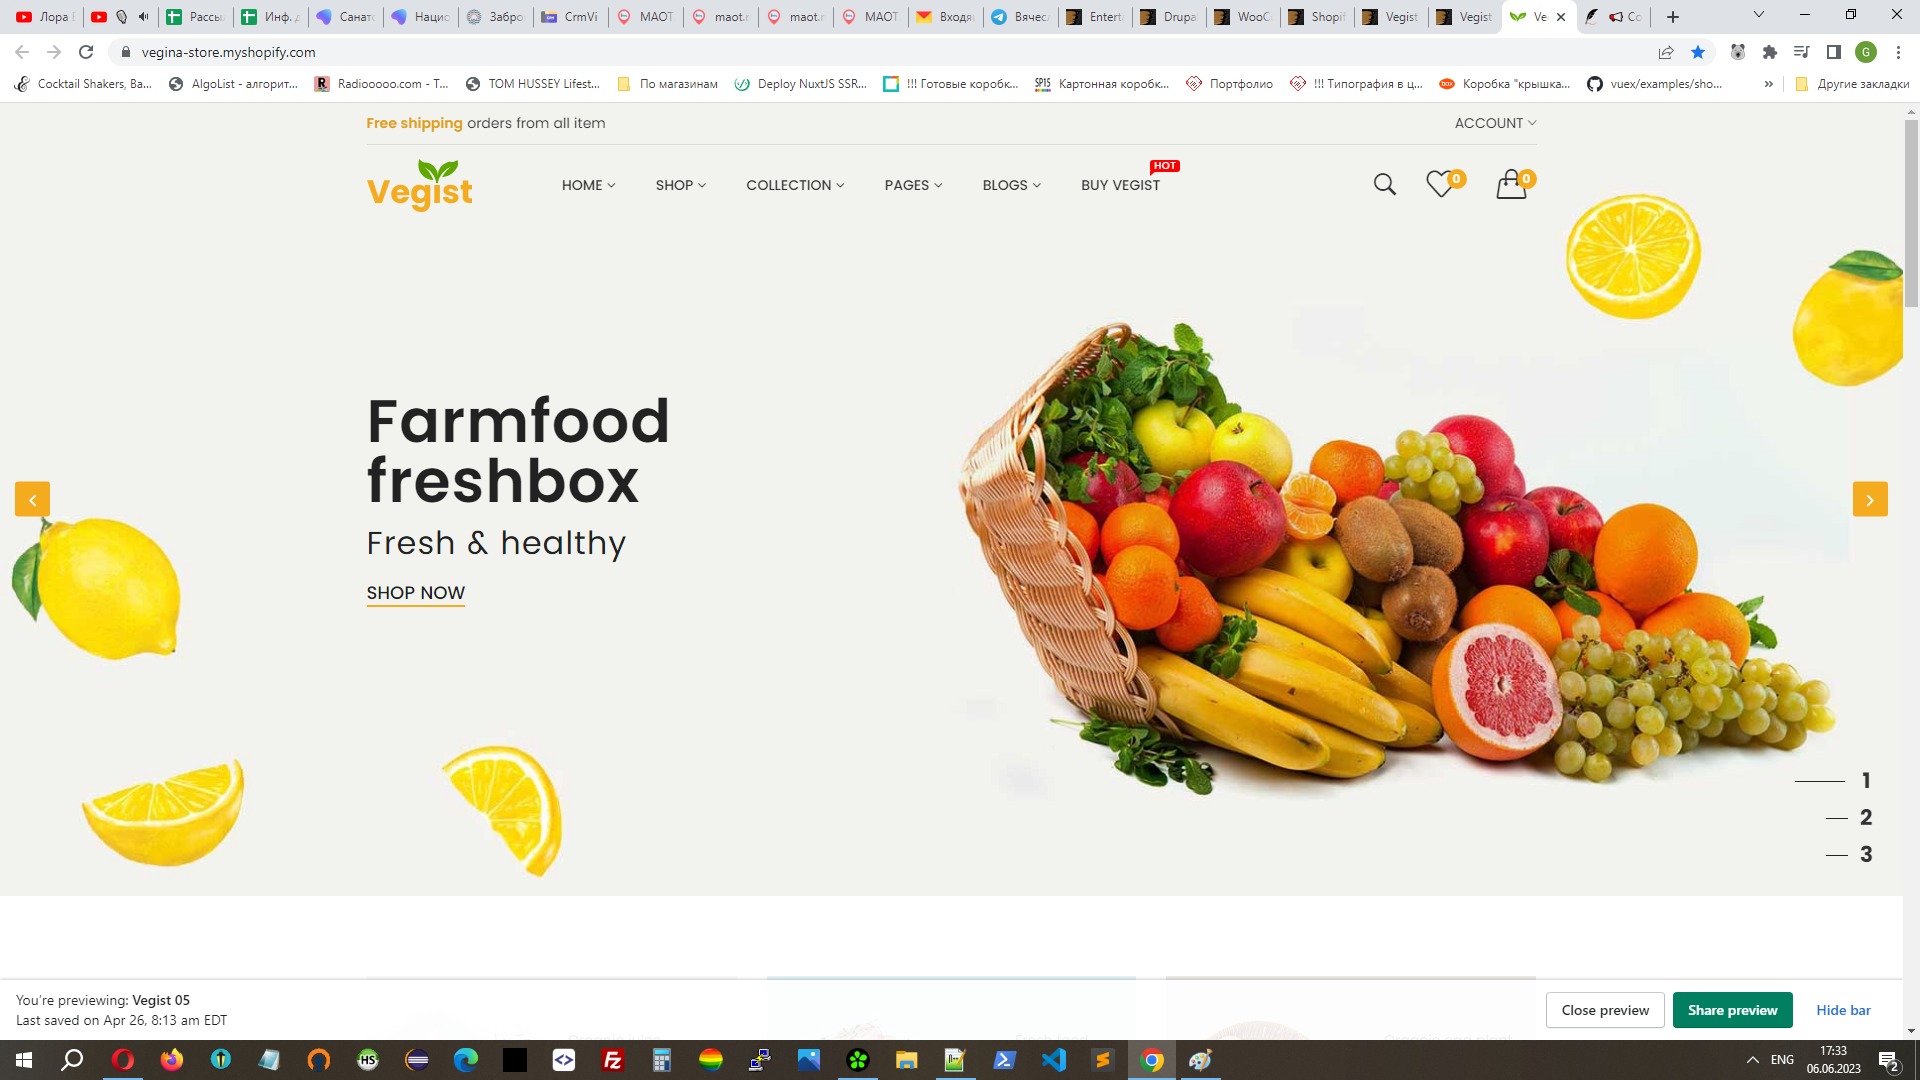 Лора
Рассы
Инф. д
Санат
Нацио
Забро
CrmVi
MAOT
maot.r
maot.r
MAOT
Входя
Вячес
Entert
Drupa
WooC
Shopif
Vegist
Vegist
Ve
Co
vegina-store.myshopify.com
G
Cocktail Shakers, Ba...
AlgoList - алгорит...
Radiooooo.com - T...
TOM HUSSEY Lifest...
По магазинам
Deploy NuxtJS SSR...
!!! Готовые коробк...
SP15
Картонная коробк...
Портфолио
!!! Типография в ц...
Коробка "крышка...
vuex/examples/sho...
»
Другие закладки
Free shipping orders from all item
ACCOUNT
Vegist
HOME
SHOP
COLLECTION
PAGES
BLOGS
BUY VEGIST
HOT
0
0
Farmfood
freshbox
Fresh & healthy
SHOP NOW
1
2
3
You're previewing: Vegist 05
Last saved on Apr 26, 8:13 am EDT
Close preview
Share preview
Hide bar
HS
FZ
ENG
17:33
06.06.2023
2